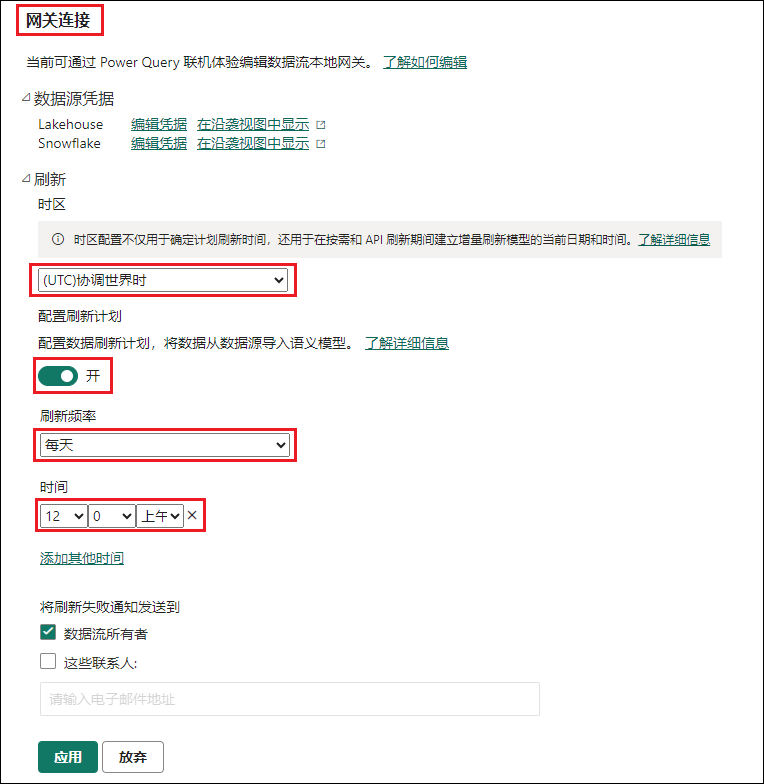 网关连接
当前可通过 Power Query 联机体验编辑数据流本地网关。 了解如何编辑
数据源凭据
Lakehouse 编辑凭据 在沿袭视图中显示
Snowflake 编辑凭据 在沿袭视图中显示
刷新
时区
时区配置不仅用于确定计划刷新时间，还用于在按需和 API 刷新期间建立增量刷新模型的当前日期和时间。了解详细信息
(UTC)协调世界时
配置刷新计划
配置数据刷新计划，将数据从数据源导入语义模型。 了解详细信息
开
刷新频率
每天
时间
12 0 上午
添加其他时间
将刷新失败通知发送到
数据流所有者
这些联系人:
请输入电子邮件地址
应用 放弃